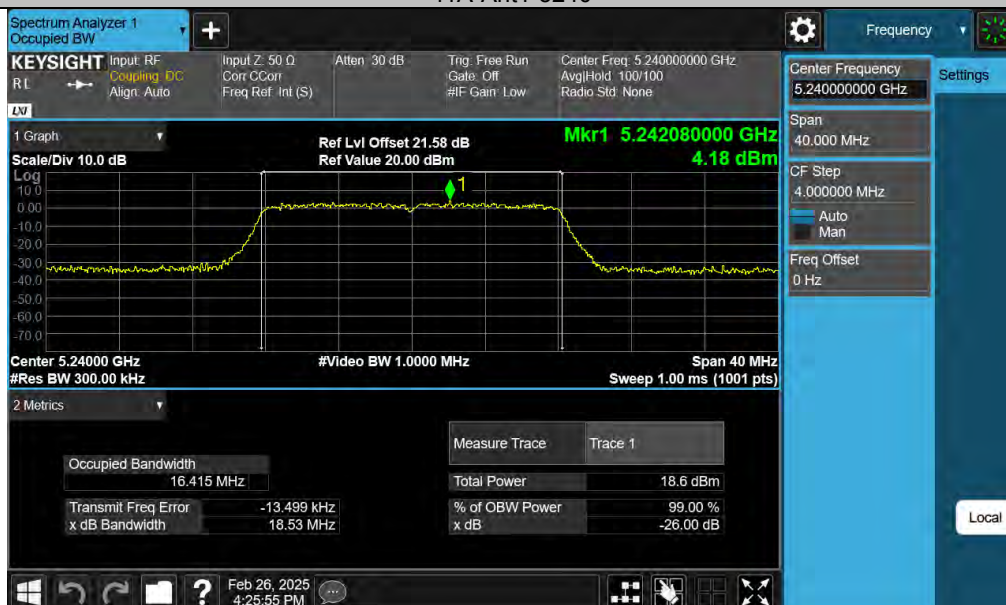 11A-Ant1-5240
Spectrum Analyzer 1
Occupied BW
Frequency
KEYSIGHT
RL
LXI
Input: RF
Coupling: DC
Align: Auto
Input Z: 50 Ω
Corr CCorr
Freq Ref: Int (S)
Atten: 30 dB
Trig: Free Run
Gate: Off
#IF Gain: Low
Center Freq: 5.240000000 GHz
Avg|Hold: 100/100
Radio Std: None
Center Frequency
5.240000000 GHz
Settings
Span
40.000 MHz
CF Step
4.000000 MHz
Auto
Man
Freq Offset
0 Hz
Local
1 Graph
Scale/Div 10.0 dB
Ref Lvl Offset 21.58 dB
Ref Value 20.00 dBm
Mkr1 5.242080000 GHz
4.18 dBm
Log
10.0
0.00
-10.0
-20.0
-30.0
-40.0
-50.0
-60.0
-70.0
1
Center 5.24000 GHz
#Res BW 300.00 kHz
#Video BW 1.0000 MHz
Span 40 MHz
Sweep 1.00 ms (1001 pts)
2 Metrics
Measure Trace Trace 1
Occupied Bandwidth
16.415 MHz
Total Power 18.6 dBm
Transmit Freq Error -13.499 kHz
% of OBW Power 99.00 %
x dB Bandwidth 18.53 MHz
x dB -26.00 dB
?
Feb 26, 2025
4:25:55 PM